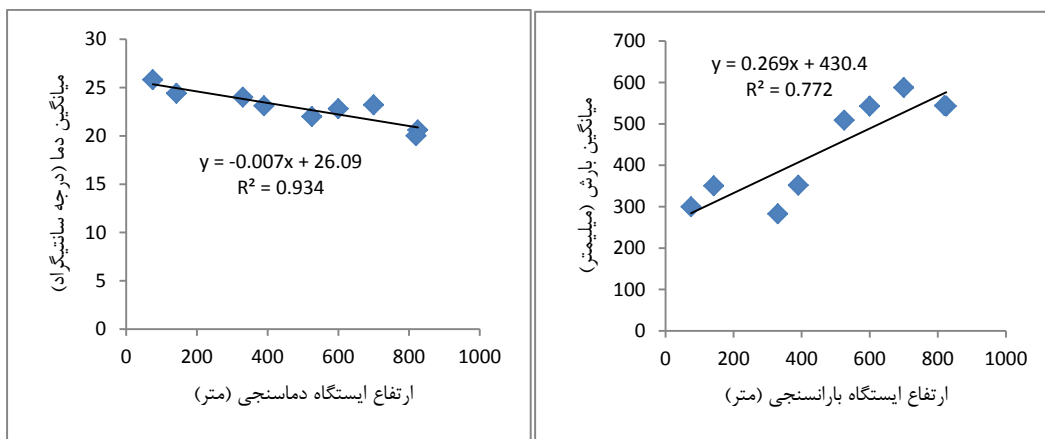 میانگین دما (درجه سانتیگراد)
30
25
20
15
10
5
0
y = -0.007x + 26.09
R² = 0.934
0 200 400 600 800 1000
ارتفاع ایستگاه دماسنجی (متر)
میانگین بارش (میلیمتر)
700
600
500
400
300
200
100
0
y = 0.269x + 430.4
R² = 0.772
0 200 400 600 800 1000
ارتفاع ایستگاه بارانسنجی (متر)